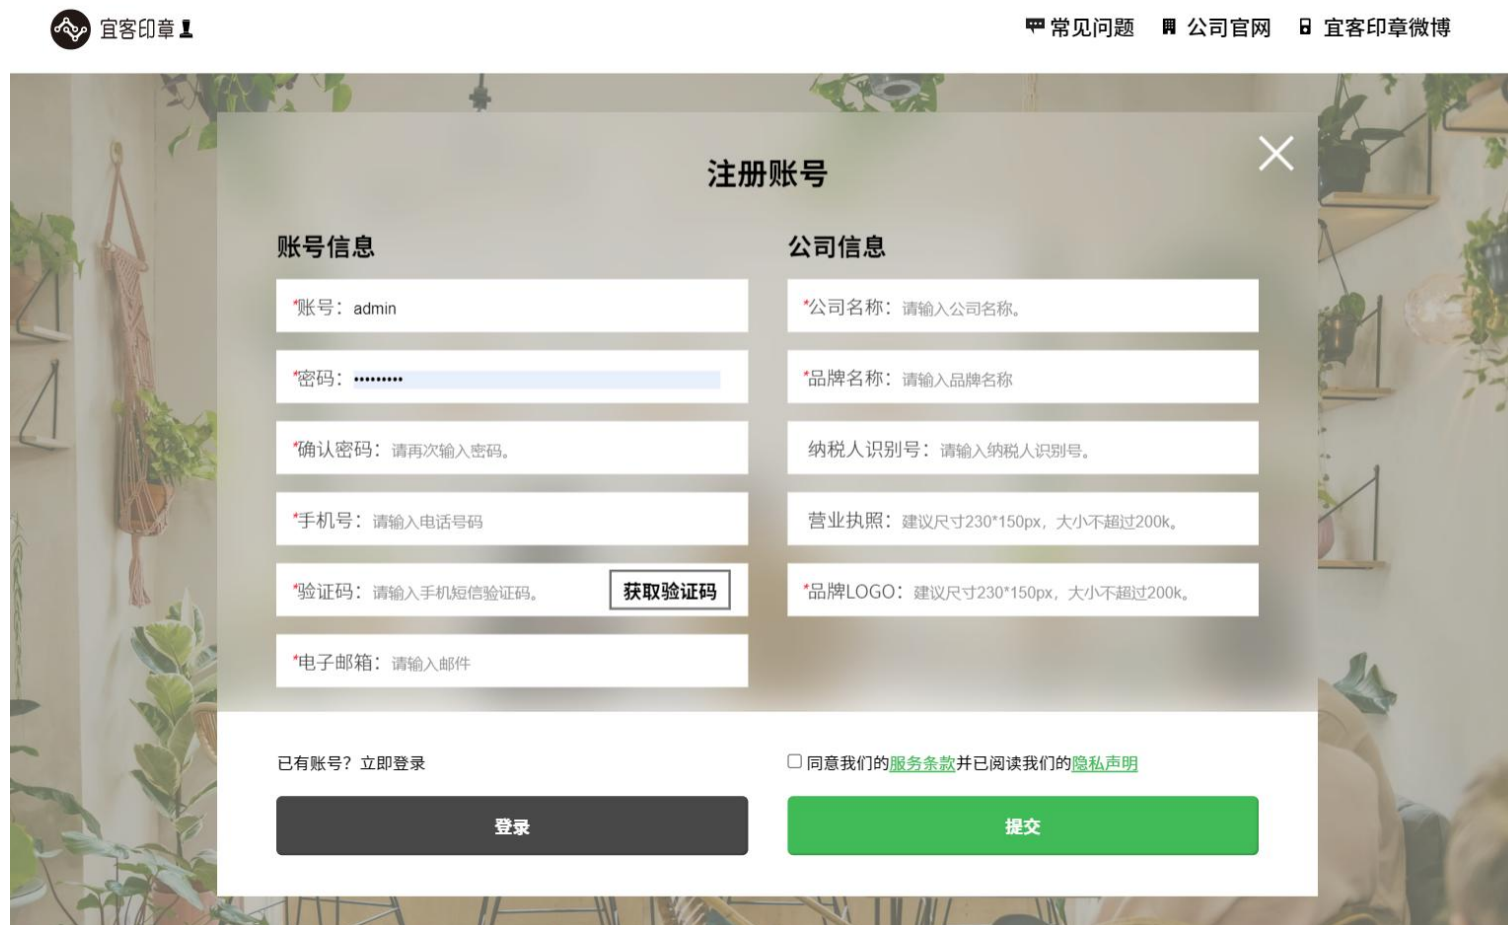 宜客印章
常见问题 公司官网 宜客印章微博
注册账号
账号信息
*账号：admin
*密码：•••••••••
*确认密码：请再次输入密码。
*手机号：请输入电话号码
*验证码：请输入手机短信验证码。 获取验证码
*电子邮箱：请输入邮件
公司信息
*公司名称：请输入公司名称。
*品牌名称：请输入品牌名称
纳税人识别号：请输入纳税人识别号。
营业执照：建议尺寸230*150px，大小不超过200k。
*品牌LOGO：建议尺寸230*150px，大小不超过200k。
已有账号？立即登录
登录
同意我们的服务条款并已阅读我们的隐私声明
提交